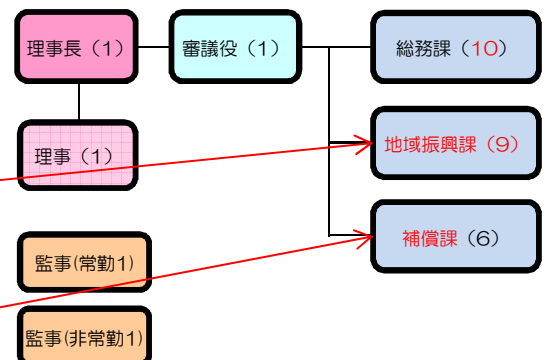 理事長（1）
審議役（1）
総務課（10）
理事（1）
地域振興課（9）
補償課（6）
監事(常勤1)
監事(非常勤1)